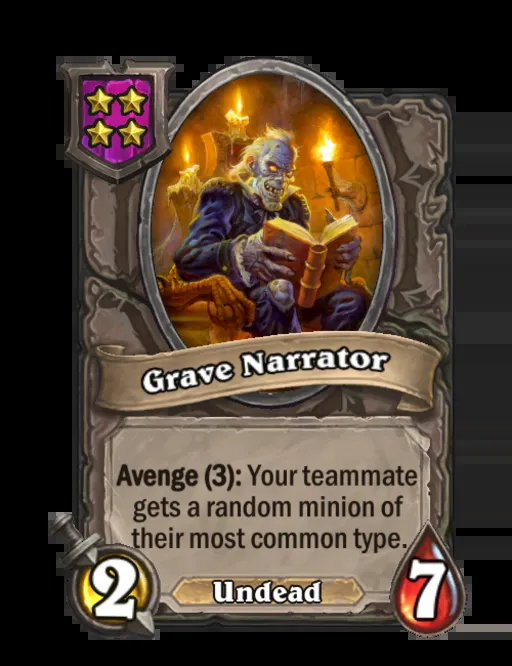 Grave Narrator
Avenge (3): Your teammate
gets a random minion of
their most common type.
2
Undead
7